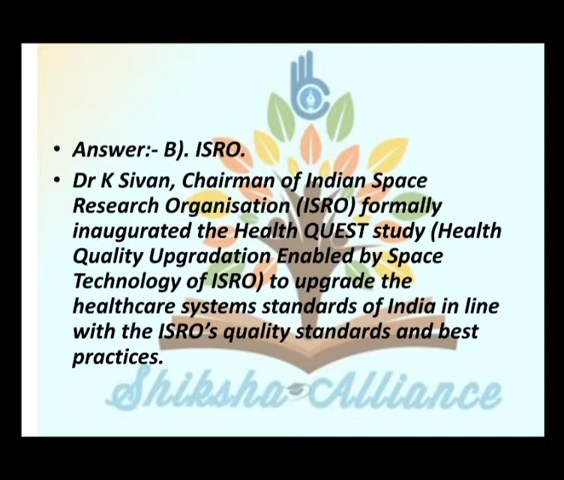 • Answer:- B). ISRO.
• Dr K Sivan, Chairman of Indian Space
Research Organisation (ISRO) formally
inaugurated the Health QUEST study (Health
Quality Upgradation Enabled by Space
Technology of ISRO) to upgrade the
healthcare systems standards of India in line
with the ISRO's quality standards and best
practices.
Shiksha Alliance